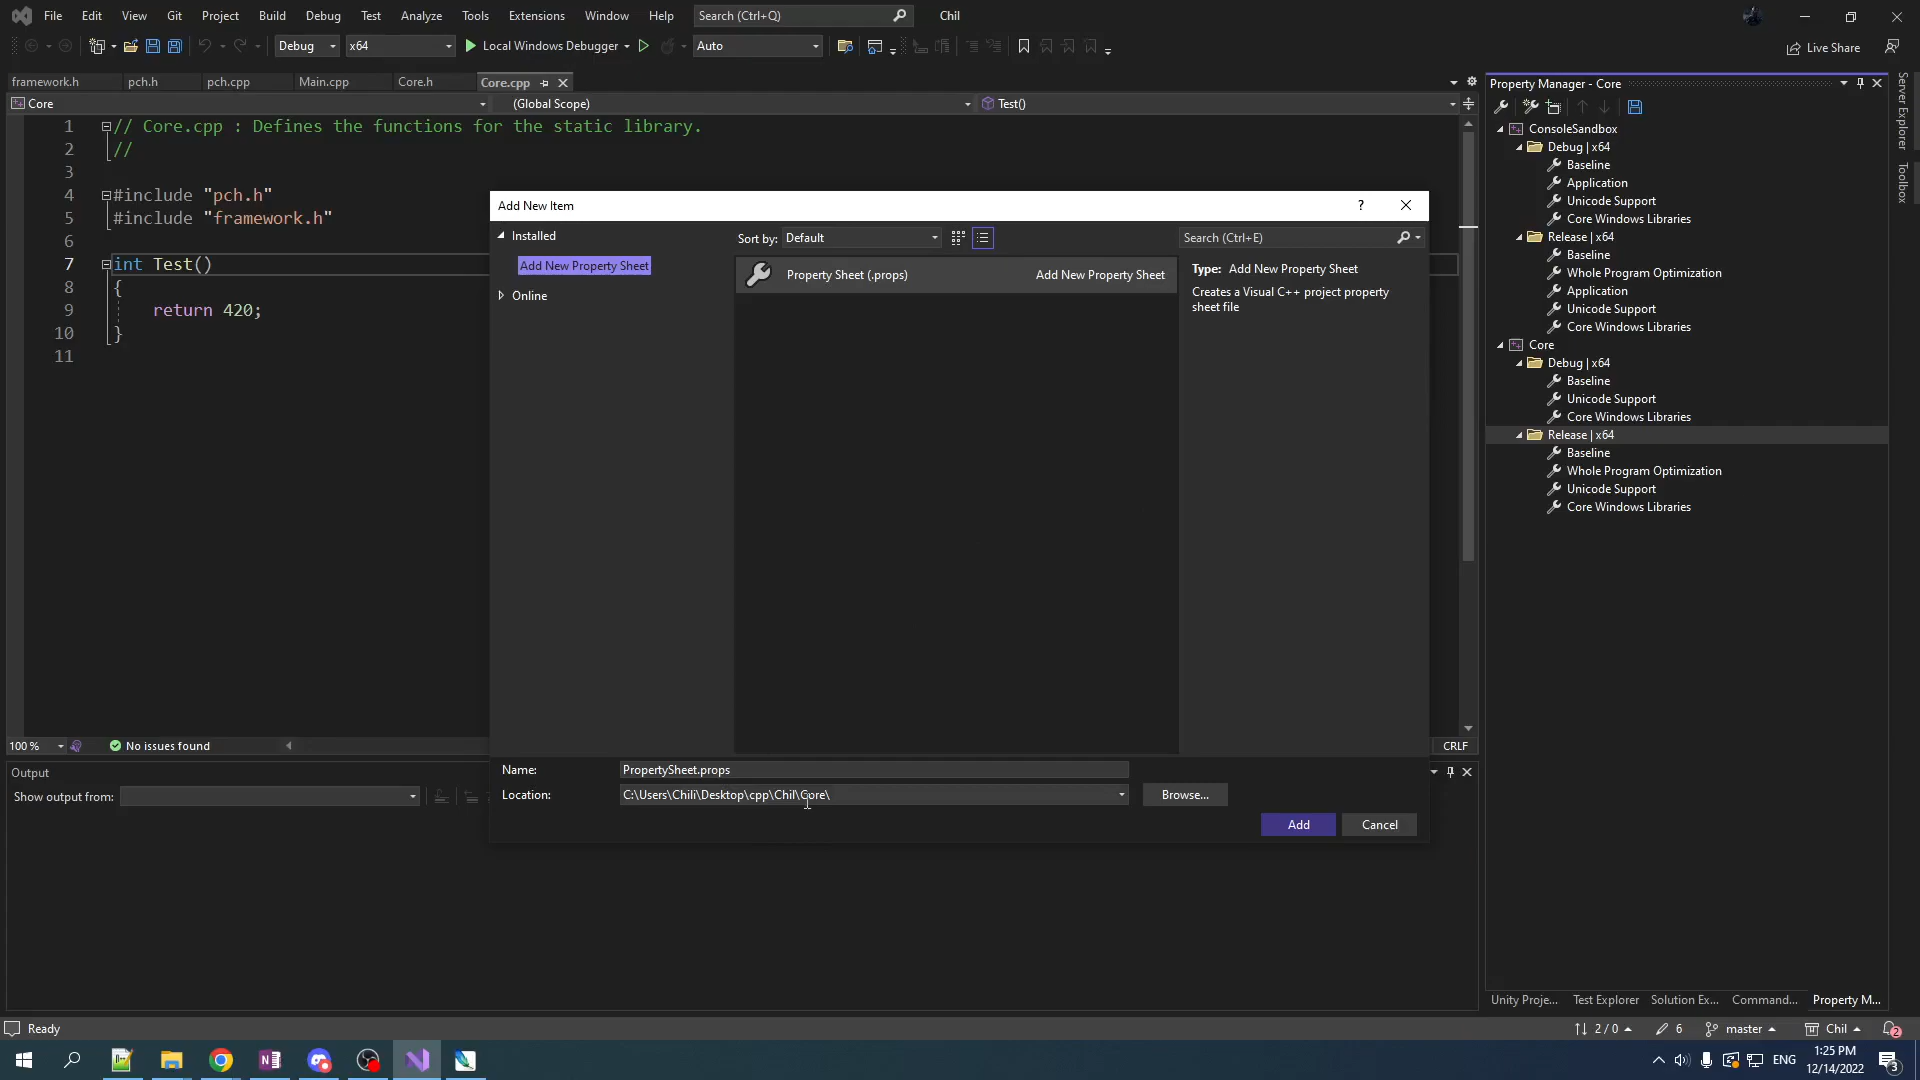 File Edit View Git Project Build Debug Test Analyze Tools Extensions Window Help Search (Ctrl+Q) Chil
Debug x64 Local Windows Debugger Auto Live Share
framework.h pch.h pch.cpp Main.cpp Core.h Core.cpp
Core (Global Scope) Test()
1 // Core.cpp : Defines the functions for the static library.
2 //
3
4 #include "pch.h"
5 #include "framework.h"
6
7 int Test()
8 {
9 return 420;
10 }
11
100 % No issues found CRLF
Output
Show output from:
Add New Item ?
Installed
Add New Property Sheet
Online
Sort by: Default Search (Ctrl+E)
Property Sheet (.props) Add New Property Sheet
Type: Add New Property Sheet
Creates a Visual C++ project property
sheet file
Name: PropertySheet.props
Location: C:\Users\Chili\Desktop\cpp\Chil\Core\ Browse...
Add Cancel
Property Manager - Core
ConsoleSandbox
Debug | x64
Baseline
Application
Unicode Support
Core Windows Libraries
Release | x64
Baseline
Whole Program Optimization
Application
Unicode Support
Core Windows Libraries
Core
Debug | x64
Baseline
Unicode Support
Core Windows Libraries
Release | x64
Baseline
Whole Program Optimization
Unicode Support
Core Windows Libraries
Server Explorer
Toolbox
Unity Proje... Test Explorer Solution Ex... Command... Property M...
Ready 2 / 0 6 master Chil 2
ENG 1:25 PM
12/14/2022 3